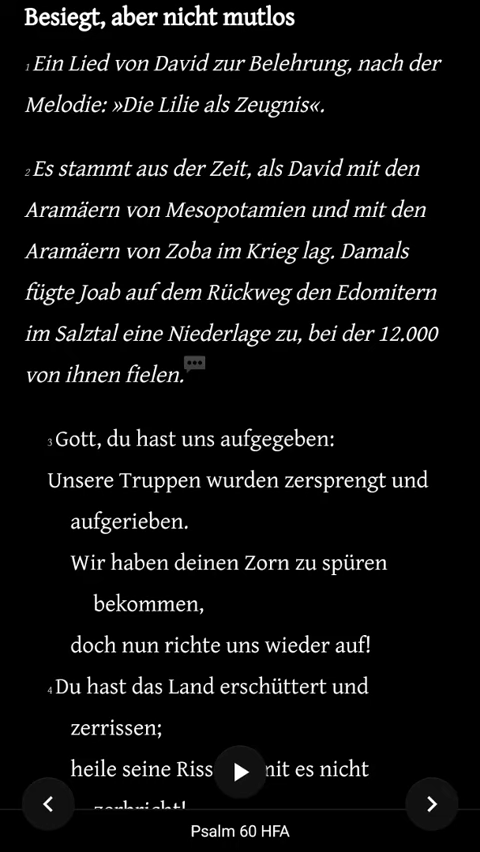 Besiegt, aber nicht mutlos
1 Ein Lied von David zur Belehrung, nach der
Melodie: »Die Lilie als Zeugnis«.
2 Es stammt aus der Zeit, als David mit den
Aramäern von Mesopotamien und mit den
Aramäern von Zoba im Krieg lag. Damals
fügte Joab auf dem Rückweg den Edomitern
im Salztal eine Niederlage zu, bei der 12.000
von ihnen fielen.
3 Gott, du hast uns aufgegeben:
Unsere Truppen wurden zersprengt und
aufgerieben.
Wir haben deinen Zorn zu spüren
bekommen,
doch nun richte uns wieder auf!
4 Du hast das Land erschüttert und
zerrissen;
heile seine es nicht
zerbricht!
Psalm 60 HFA